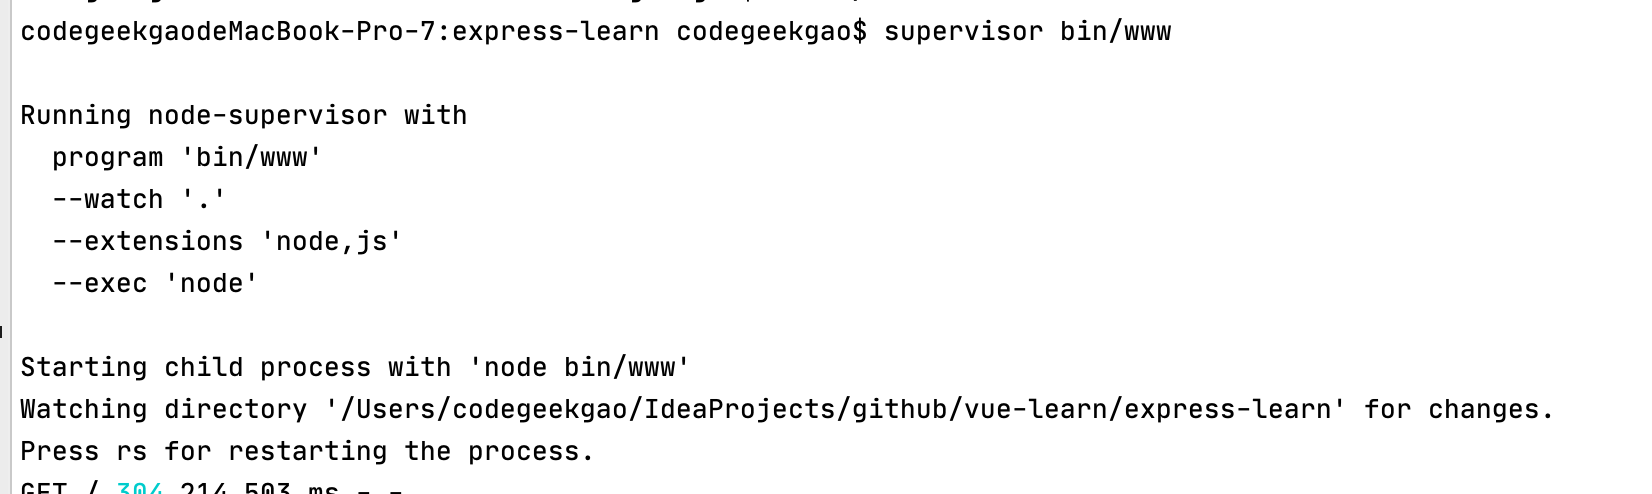 codegeekgaodeMacBook-Pro-7:express-learn codegeekgao$ supervisor bin/www
Running node-supervisor with
  program 'bin/www'
  --watch '.'
  --extensions 'node,js'
  --exec 'node'
Starting child process with 'node bin/www'
Watching directory '/Users/codegeekgao/IdeaProjects/github/vue-learn/express-learn' for changes.
Press rs for restarting the process.
GET / 304 214.503 ms - -